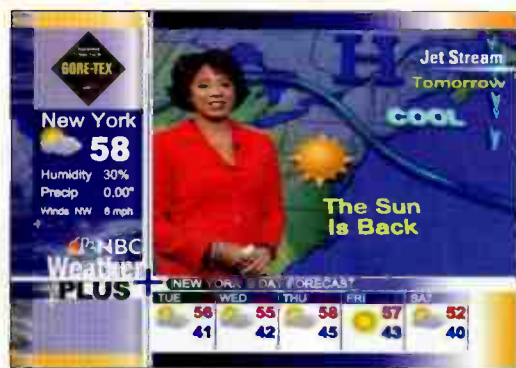 GORE-TEX
New York
58
Humidity 30%
Precip 0.00"
Winds NW 6 mph
NBC
Weather
PLUS
H
Jet Stream
Tomorrow
COOL
The Sun
Is Back
NEW YORK 5 DAY FORECAST
TUE WED THU FRI SAT
56 55 58 57 52
41 42 45 43 40